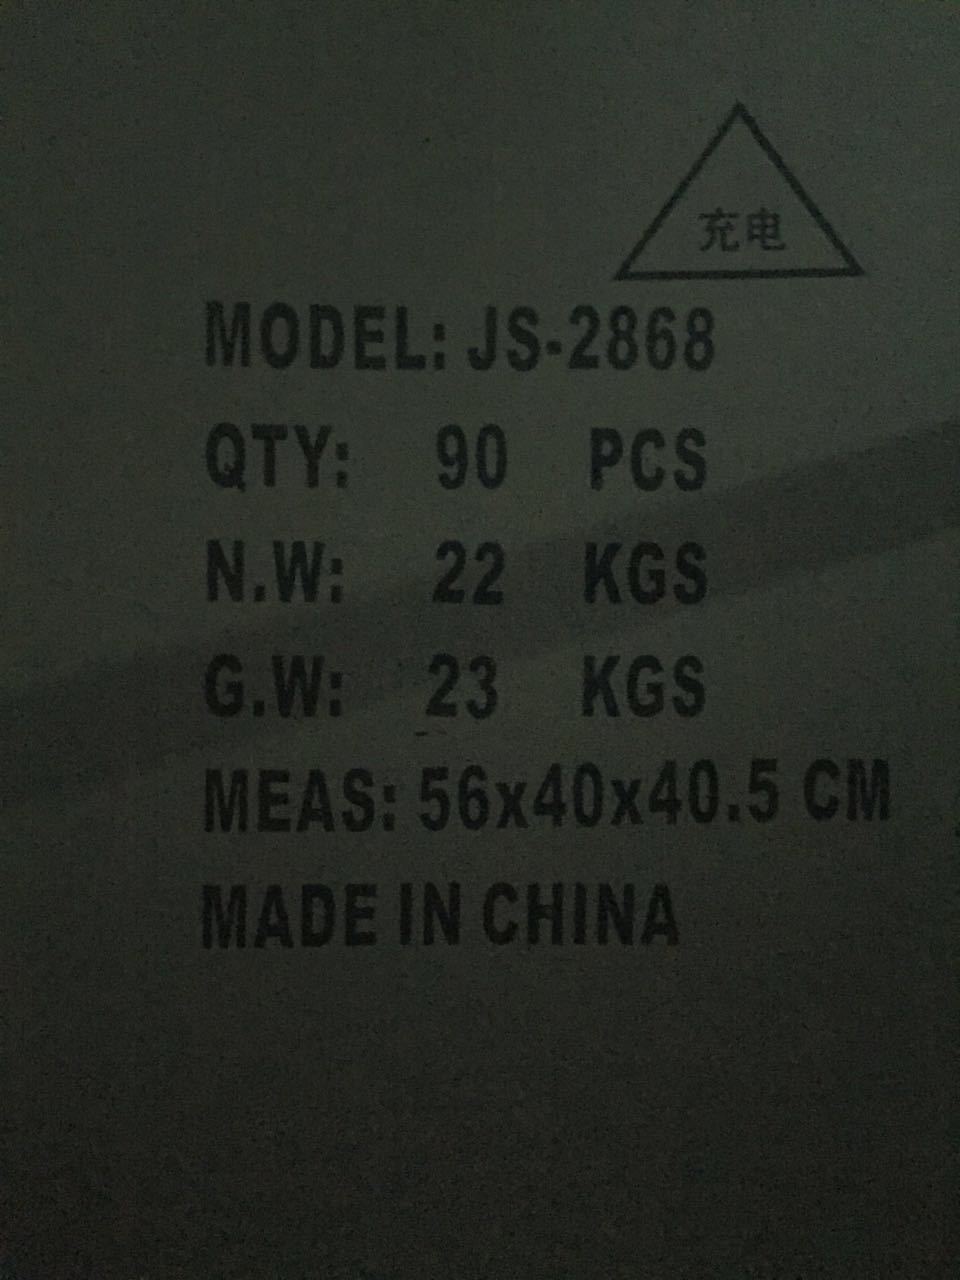 充电
MODEL: JS-2868
QTY: 90 PCS
N.W: 22 KGS
G.W: 23 KGS
MEAS: 56x40x40.5 CM
MADE IN CHINA